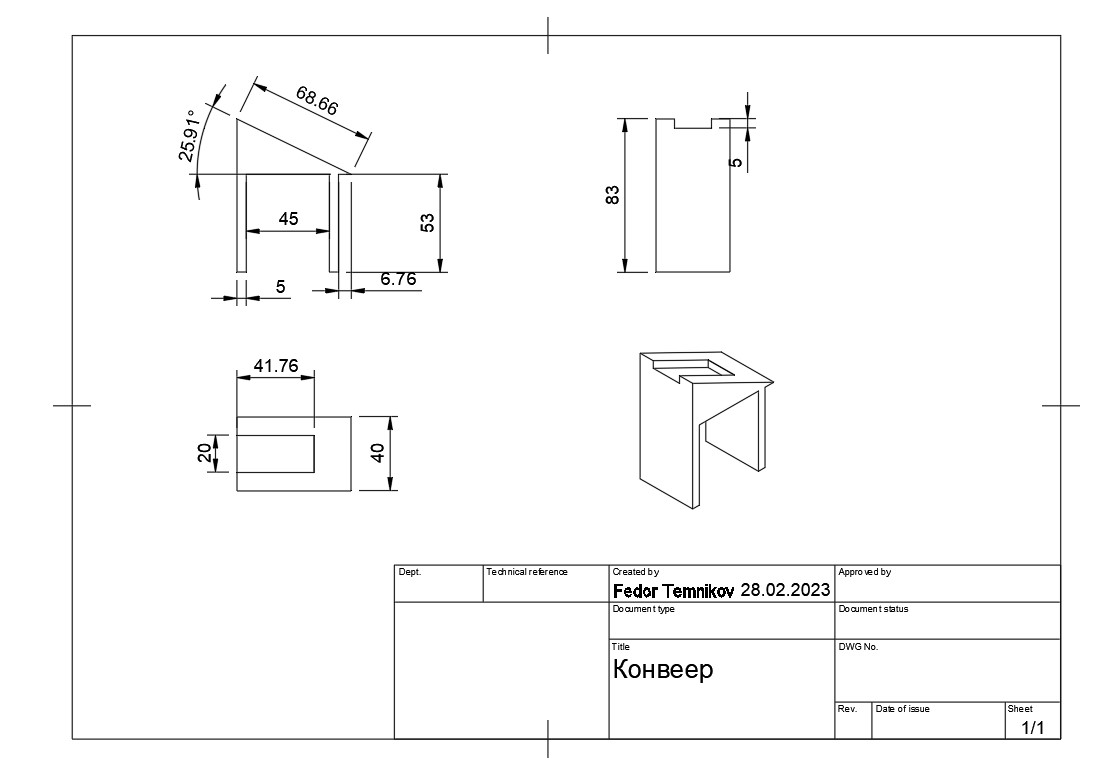 68.66
25.91°
45
53
5
6.76
83
5
41.76
20
40
Dept.
Technical reference
Created by
Fedor Temnikov 28.02.2023
Approved by
Document type
Document status
Title
Конвеер
DWG No.
Rev.
Date of issue
Sheet
1/1